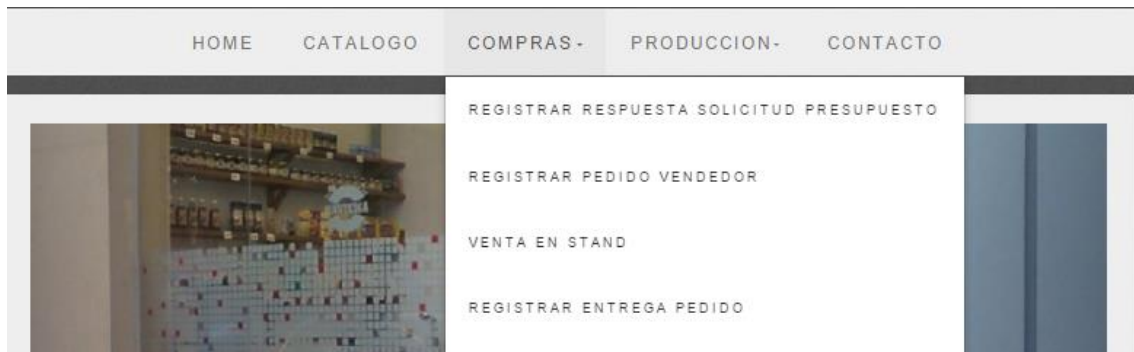 HOME CATALOGO COMPRAS PRODUCCION CONTACTO
REGISTRAR RESPUESTA SOLICITUD PRESUPUESTO
REGISTRAR PEDIDO VENDEDOR
VENTA EN STAND
REGISTRAR ENTREGA PEDIDO